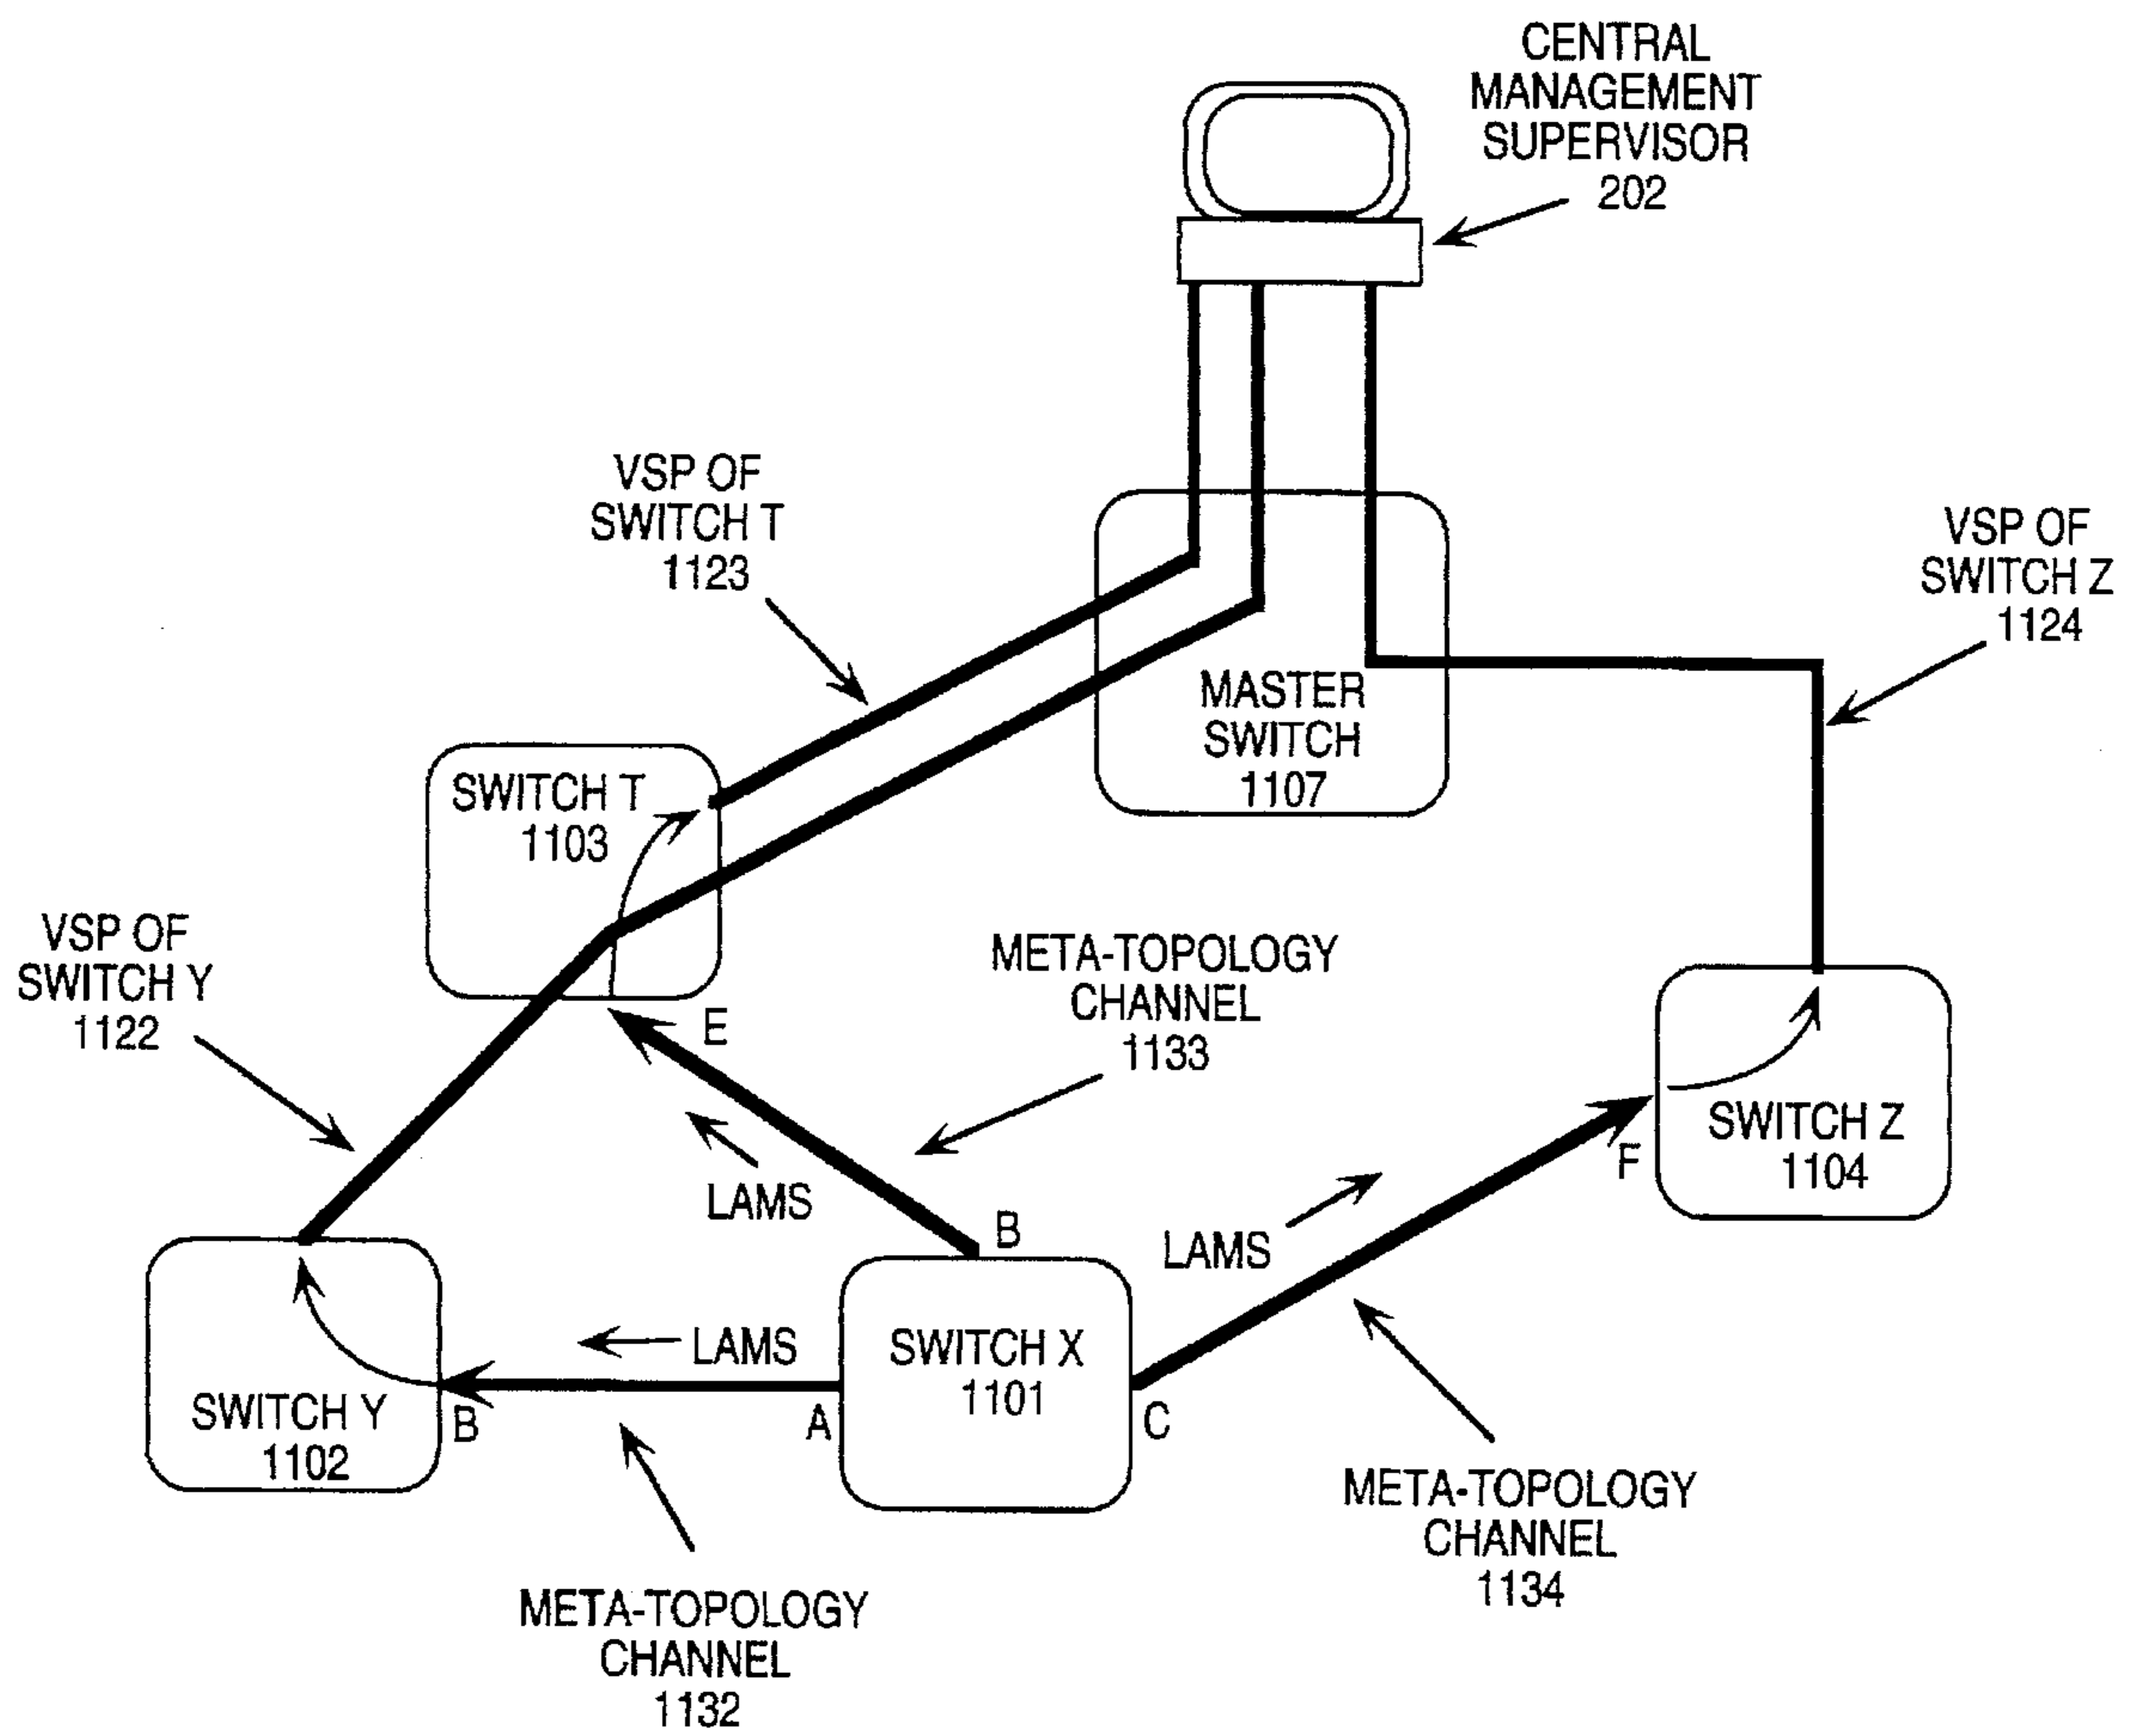 CENTRAL
MANAGEMENT
SUPERVISOR
202
VSP OF
SWITCH T
1123
VSP OF
SWITCH Z
1124
MASTER
SWITCH
1107
SWITCH T
1103
VSP OF
SWITCH Y
1122
META-TOPOLOGY
CHANNEL
1133
E
SWITCH Z
1104
F
LAMS
B
LAMS
LAMS
SWITCH X
1101
A
C
SWITCH Y
1102
B
META-TOPOLOGY
CHANNEL
1134
META-TOPOLOGY
CHANNEL
1132